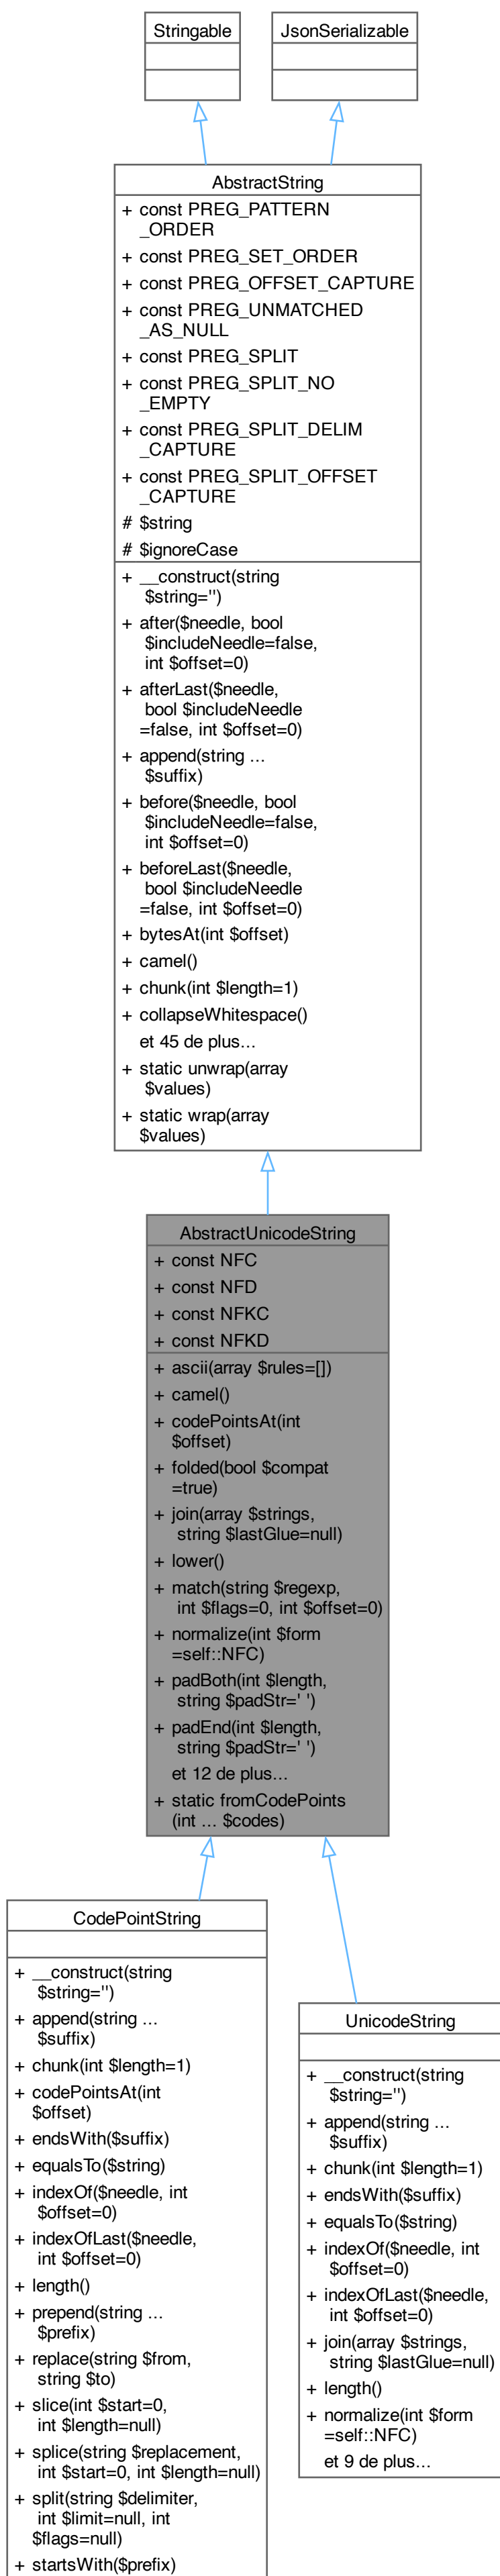 Stringable
JsonSerializable
AbstractString
+ const PREG_PATTERN
_ORDER
+ const PREG_SET_ORDER
+ const PREG_OFFSET_CAPTURE
+ const PREG_UNMATCHED
_AS_NULL
+ const PREG_SPLIT
+ const PREG_SPLIT_NO
_EMPTY
+ const PREG_SPLIT_DELIM
_CAPTURE
+ const PREG_SPLIT_OFFSET
_CAPTURE
# $string
# $ignoreCase
+ __construct(string
$string='')
+ after($needle, bool
$includeNeedle=false,
int $offset=0)
+ afterLast($needle,
bool $includeNeedle
=false, int $offset=0)
+ append(string ...
$suffix)
+ before($needle, bool
$includeNeedle=false,
int $offset=0)
+ beforeLast($needle,
bool $includeNeedle
=false, int $offset=0)
+ bytesAt(int $offset)
+ camel()
+ chunk(int $length=1)
+ collapseWhitespace()
et 45 de plus...
+ static unwrap(array
$values)
+ static wrap(array
$values)
AbstractUnicodeString
+ const NFC
+ const NFD
+ const NFKC
+ const NFKD
+ ascii(array $rules=[])
+ camel()
+ codePointsAt(int
$offset)
+ folded(bool $compat
=true)
+ join(array $strings,
string $lastGlue=null)
+ lower()
+ match(string $regexp,
int $flags=0, int $offset=0)
+ normalize(int $form
=self::NFC)
+ padBoth(int $length,
string $padStr=' ')
+ padEnd(int $length,
string $padStr=' ')
et 12 de plus...
+ static fromCodePoints
(int ... $codes)
CodePointString
+ __construct(string
$string='')
+ append(string ...
$suffix)
+ chunk(int $length=1)
+ codePointsAt(int
$offset)
+ endsWith($suffix)
+ equalsTo($string)
+ indexOf($needle, int
$offset=0)
+ indexOfLast($needle,
int $offset=0)
+ length()
+ prepend(string ...
$prefix)
+ replace(string $from,
string $to)
+ slice(int $start=0,
int $length=null)
+ splice(string $replacement,
int $start=0, int $length=null)
+ split(string $delimiter,
int $limit=null, int
$flags=null)
+ startsWith($prefix)
UnicodeString
+ __construct(string
$string='')
+ append(string ...
$suffix)
+ chunk(int $length=1)
+ endsWith($suffix)
+ equalsTo($string)
+ indexOf($needle, int
$offset=0)
+ indexOfLast($needle,
int $offset=0)
+ join(array $strings,
string $lastGlue=null)
+ length()
+ normalize(int $form
=self::NFC)
et 9 de plus...